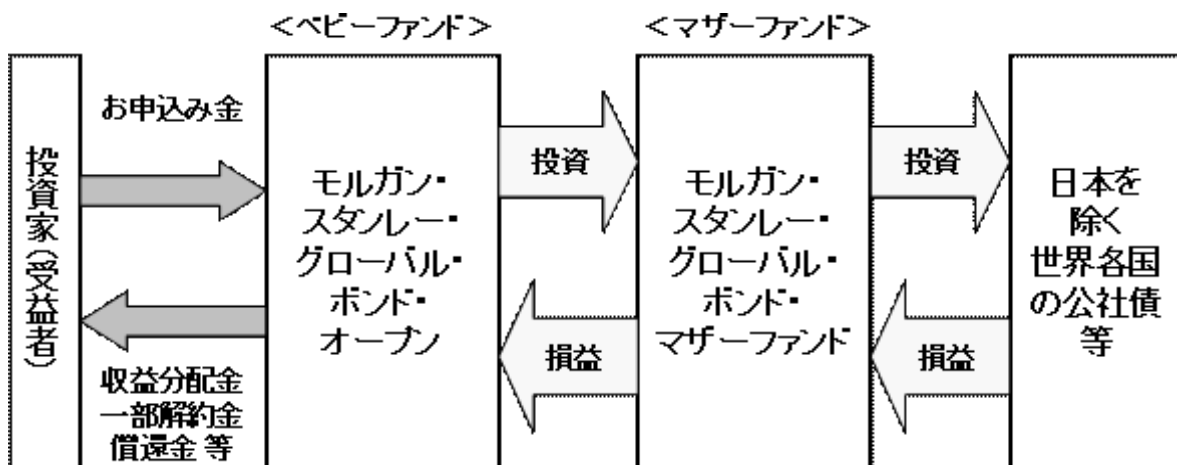 <ベビーファンド>
<マザーファンド>
投資家(受益者)
お申込み金
収益分配金
一部解約金
償還金 等
モルガン・
スタンレー・
グローバル・
ボンド・
オープン
投資
損益
モルガン・
スタンレー・
グローバル・
ボンド・
マザーファンド
投資
損益
日本を
除く
世界各国
の公社債
等